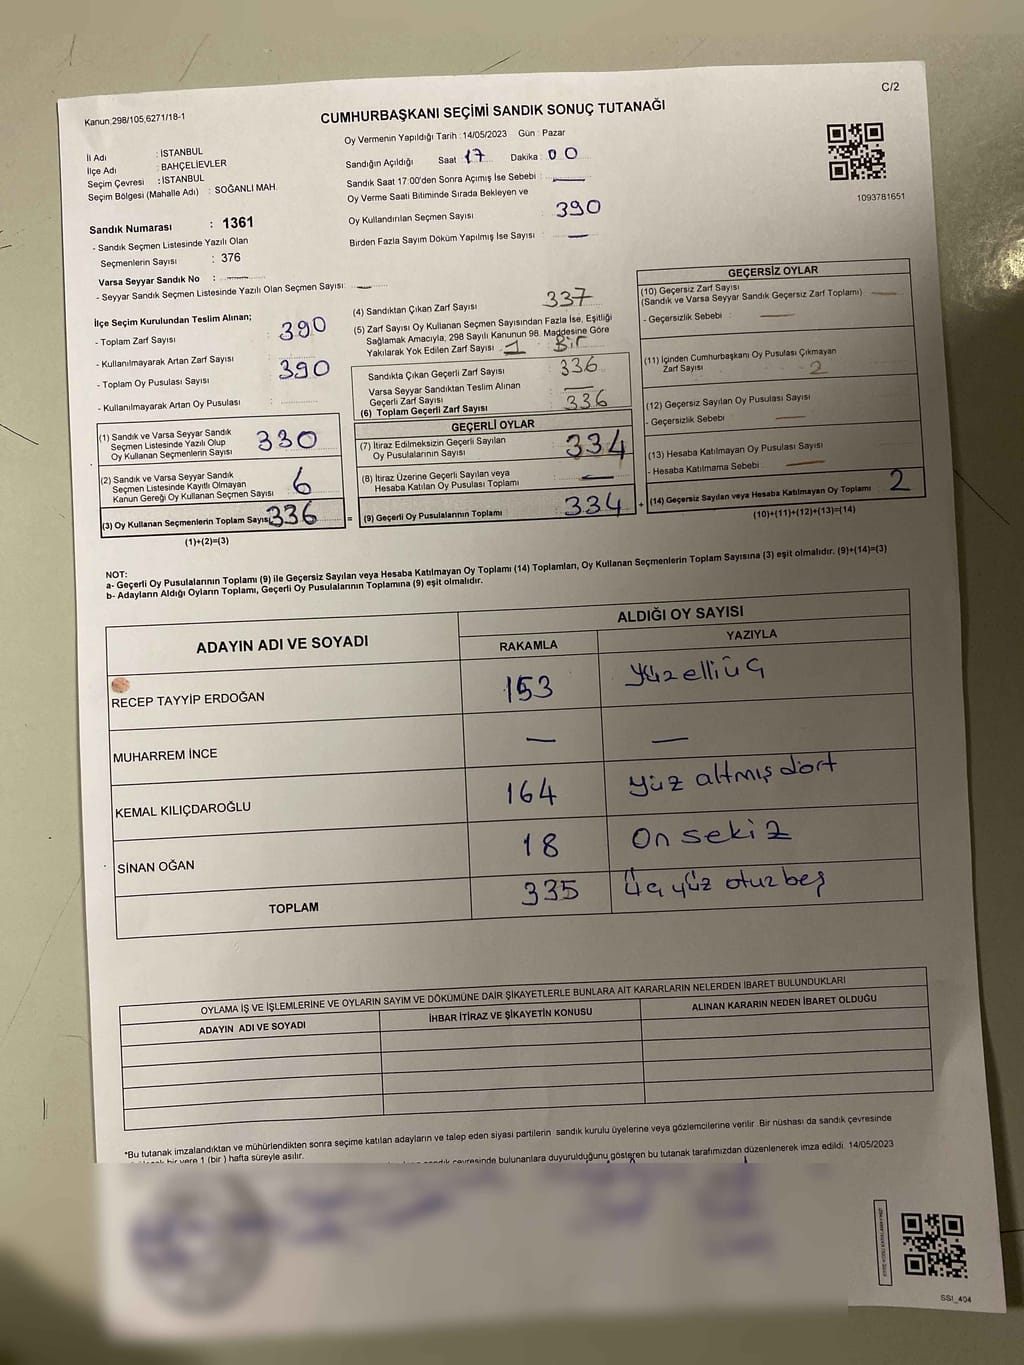 C/2
Kanun:298/105,6271/18-1
CUMHURBAŞKANI SEÇİMİ SANDIK SONUÇ TUTANAĞI
İl Adı : İSTANBUL
İlçe Adı : BAHÇELİEVLER
Seçim Çevresi : İSTANBUL
Seçim Bölgesi (Mahalle Adı) : SOĞANLI MAH.
Sandık Numarası : 1361
- Sandık Seçmen Listesinde Yazılı Olan
Seçmenlerin Sayısı : 376
Varsa Seyyar Sandık No : —
- Seyyar Sandık Seçmen Listesinde Yazılı Olan Seçmen Sayısı: —
Oy Vermenin Yapıldığı Tarih :14/05/2023 Gün : Pazar
Sandığın Açıldığı Saat 17 Dakika : 00
Sandık Saat 17:00'den Sonra Açımış İse Sebebi : —
Oy Verme Saati Bitiminde Sırada Bekleyen ve
Oy Kullandırılan Seçmen Sayısı : 390
Birden Fazla Sayım Döküm Yapılmış İse Sayısı : —
1093781651
İlçe Seçim Kurulundan Teslim Alınan;
- Toplam Zarf Sayısı : 390
- Kullanılmayarak Artan Zarf Sayısı :
- Toplam Oy Pusulası Sayısı : 390
- Kullanılmayarak Artan Oy Pusulası :
(1) Sandık ve Varsa Seyyar Sandık
Seçmen Listesinde Yazılı Olup
Oy Kullanan Seçmenlerin Sayısı 330
(2) Sandık ve Varsa Seyyar Sandık
Seçmen Listesinde Kayıtlı Olmayan
Kanun Gereği Oy Kullanan Seçmen Sayısı 6
(3) Oy Kullanan Seçmenlerin Toplam Sayısı 336
(1)+(2)=(3)
(4) Sandıktan Çıkan Zarf Sayısı 337
(5) Zarf Sayısı Oy Kullanan Seçmen Sayısından Fazla İse, Eşitliği
Sağlamak Amacıyla, 298 Sayılı Kanunun 98. Maddesine Göre
Yakılarak Yok Edilen Zarf Sayısı 1 Bir
Sandıkta Çıkan Geçerli Zarf Sayısı 336
Varsa Seyyar Sandıktan Teslim Alınan
Geçerli Zarf Sayısı —
(6) Toplam Geçerli Zarf Sayısı 336
GEÇERLİ OYLAR
(7) İtiraz Edilmeksizin Geçerli Sayılan
Oy Pusulalarının Sayısı 334
(8) İtiraz Üzerine Geçerli Sayılan veya
Hesaba Katılan Oy Pusulası Toplamı —
= (9) Geçerli Oy Pusulalarının Toplamı 334 +
GEÇERSİZ OYLAR
(10) Geçersiz Zarf Sayısı
(Sandık ve Varsa Seyyar Sandık Geçersiz Zarf Toplamı) —
- Geçersizlik Sebebi : —
(11) İçinden Cumhurbaşkanı Oy Pusulası Çıkmayan
Zarf Sayısı 2
(12) Geçersiz Sayılan Oy Pusulası Sayısı
- Geçersizlik Sebebi : —
(13) Hesaba Katılmayan Oy Pusulası Sayısı
- Hesaba Katılmama Sebebi : —
(14) Geçersiz Sayılan veya Hesaba Katılmayan Oy Toplamı 2
(10)+(11)+(12)+(13)=(14)
NOT:
a- Geçerli Oy Pusulalarının Toplamı (9) ile Geçersiz Sayılan veya Hesaba Katılmayan Oy Toplamı (14) Toplamları, Oy Kullanan Seçmenlerin Toplam Sayısına (3) eşit olmalıdır. (9)+(14)=(3)
b- Adayların Aldığı Oyların Toplamı, Geçerli Oy Pusulalarının Toplamına (9) eşit olmalıdır.
ADAYIN ADI VE SOYADI
ALDIĞI OY SAYISI
RAKAMLA YAZIYLA
RECEP TAYYİP ERDOĞAN 153 Yüz elli üç
MUHARREM İNCE — —
KEMAL KILIÇDAROĞLU 164 yüz altmış dört
SİNAN OĞAN 18 On sekiz
TOPLAM 335 Üç yüz otuz beş
OYLAMA İŞ VE İŞLEMLERİNE VE OYLARIN SAYIM VE DÖKÜMÜNE DAİR ŞİKAYETLERLE BUNLARA AİT KARARLARIN NELERDEN İBARET BULUNDUKLARI
ADAYIN ADI VE SOYADI İHBAR İTİRAZ VE ŞİKAYETİN KONUSU ALINAN KARARIN NEDEN İBARET OLDUĞU
*Bu tutanak imzalandıktan ve mühürlendikten sonra seçime katılan adayların ve talep eden siyasi partilerin sandık kurulu üyelerine veya gözlemcilerine verilir. Bir nüshası da sandık çevresinde
bir yere 1 (bir ) hafta süreyle asılır.
sandık çevresinde bulunanlara duyurulduğunu gösteren bu tutanak tarafımızdan düzenlenerek imza edildi. 14/05/2023
SSI_404